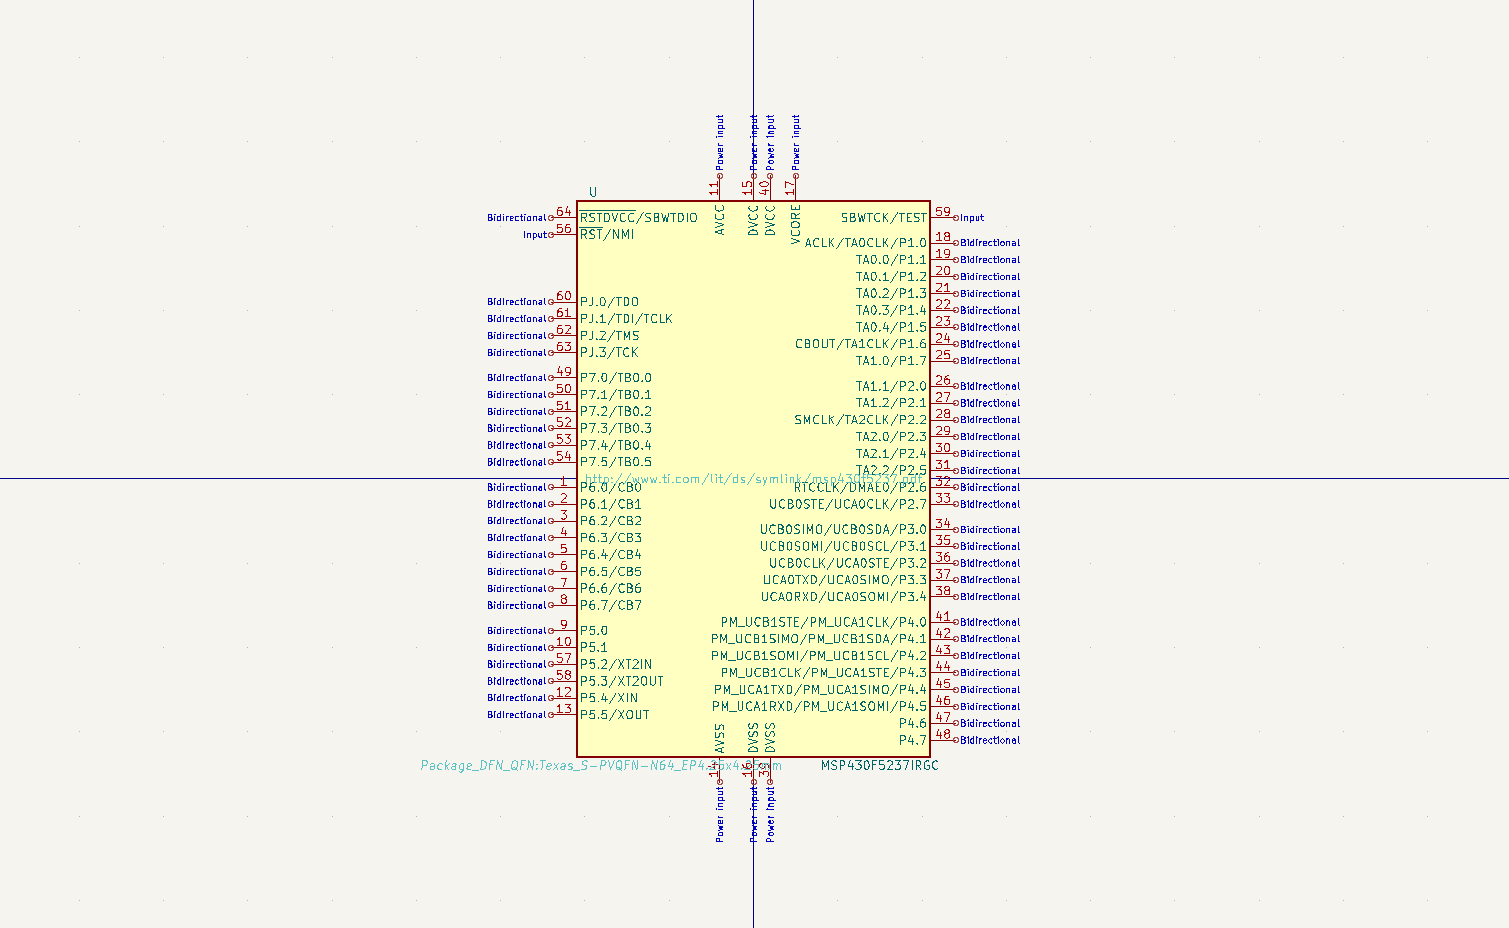 Power input Power input Power input Power input
11 15 40 17
U
AVCC DVCC DVCC VCORE
Bidirectional 64 RSTDVCC/SBWTDIO SBWTCK/TEST 59 Input
Input 56 RST/NMI
ACLK/TA0CLK/P1.0 18 Bidirectional
TA0.0/P1.1 19 Bidirectional
TA0.1/P1.2 20 Bidirectional
TA0.2/P1.3 21 Bidirectional
Bidirectional 60 PJ.0/TDO
TA0.3/P1.4 22 Bidirectional
Bidirectional 61 PJ.1/TDI/TCLK
TA0.4/P1.5 23 Bidirectional
Bidirectional 62 PJ.2/TMS
CBOUT/TA1CLK/P1.6 24 Bidirectional
Bidirectional 63 PJ.3/TCK
TA1.0/P1.7 25 Bidirectional
Bidirectional 49 P7.0/TB0.0
TA1.1/P2.0 26 Bidirectional
Bidirectional 50 P7.1/TB0.1
TA1.2/P2.1 27 Bidirectional
Bidirectional 51 P7.2/TB0.2
SMCLK/TA2CLK/P2.2 28 Bidirectional
Bidirectional 52 P7.3/TB0.3
TA2.0/P2.3 29 Bidirectional
Bidirectional 53 P7.4/TB0.4
TA2.1/P2.4 30 Bidirectional
Bidirectional 54 P7.5/TB0.5
TA2.2/P2.5 31 Bidirectional
http://www.ti.com/lit/ds/symlink/msp430f5237.pdf
Bidirectional 1 P6.0/CB0 RTCCLK/DMAE0/P2.6 32 Bidirectional
Bidirectional 2 P6.1/CB1 UCB0STE/UCA0CLK/P2.7 33 Bidirectional
Bidirectional 3 P6.2/CB2
UCB0SIMO/UCB0SDA/P3.0 34 Bidirectional
Bidirectional 4 P6.3/CB3
UCB0SOMI/UCB0SCL/P3.1 35 Bidirectional
Bidirectional 5 P6.4/CB4
UCB0CLK/UCA0STE/P3.2 36 Bidirectional
Bidirectional 6 P6.5/CB5
UCA0TXD/UCA0SIMO/P3.3 37 Bidirectional
Bidirectional 7 P6.6/CB6
UCA0RXD/UCA0SOMI/P3.4 38 Bidirectional
Bidirectional 8 P6.7/CB7
PM_UCB1STE/PM_UCA1CLK/P4.0 41 Bidirectional
Bidirectional 9 P5.0
PM_UCB1SIMO/PM_UCB1SDA/P4.1 42 Bidirectional
Bidirectional 10 P5.1
PM_UCB1SOMI/PM_UCB1SCL/P4.2 43 Bidirectional
Bidirectional 57 P5.2/XT2IN
PM_UCB1CLK/PM_UCA1STE/P4.3 44 Bidirectional
Bidirectional 58 P5.3/XT2OUT
PM_UCA1TXD/PM_UCA1SIMO/P4.4 45 Bidirectional
Bidirectional 12 P5.4/XIN
PM_UCA1RXD/PM_UCA1SOMI/P4.5 46 Bidirectional
Bidirectional 13 P5.5/XOUT
P4.6 47 Bidirectional
P4.7 48 Bidirectional
AVSS DVSS DVSS
MSP430F5237IRGC
14 16 39
Power input Power input Power input